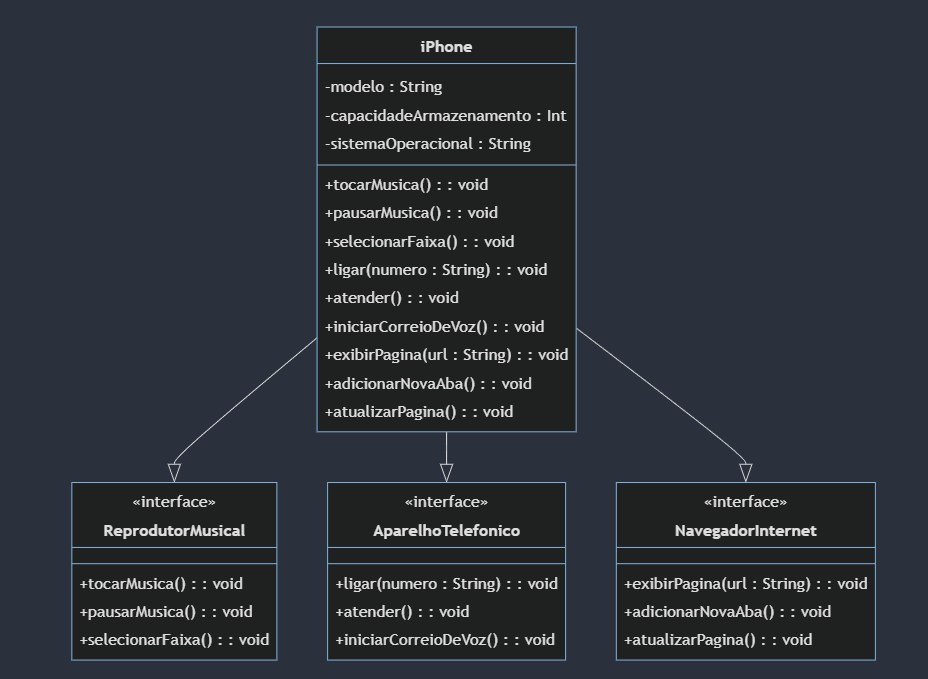 iPhone
-modelo : String
-capacidadeArmazenamento : Int
-sistemaOperacional : String
+tocarMusica() : : void
+pausarMusica() : : void
+selecionarFaixa() : : void
+ligar(numero : String) : : void
+atender() : : void
+iniciarCorreioDeVoz() : : void
+exibirPagina(url : String) : : void
+adicionarNovaAba() : : void
+atualizarPagina() : : void
«interface»
ReprodutorMusical
+tocarMusica() : : void
+pausarMusica() : : void
+selecionarFaixa() : : void
«interface»
AparelhoTelefonico
+ligar(numero : String) : : void
+atender() : : void
+iniciarCorreioDeVoz() : : void
«interface»
NavegadorInternet
+exibirPagina(url : String) : : void
+adicionarNovaAba() : : void
+atualizarPagina() : : void